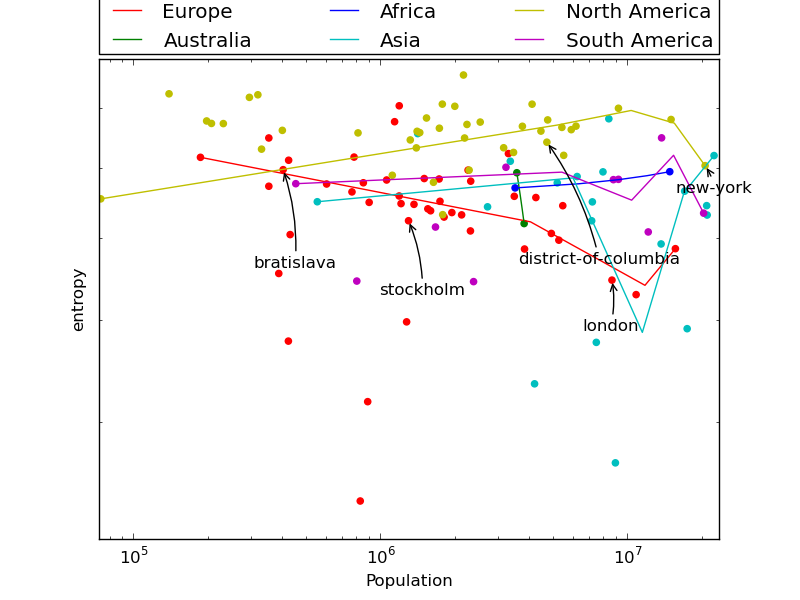 Europe Africa North America
Australia Asia South America
entropy
new-york
bratislava
district-of-columbia
stockholm
london
10^5 10^6 10^7
Population